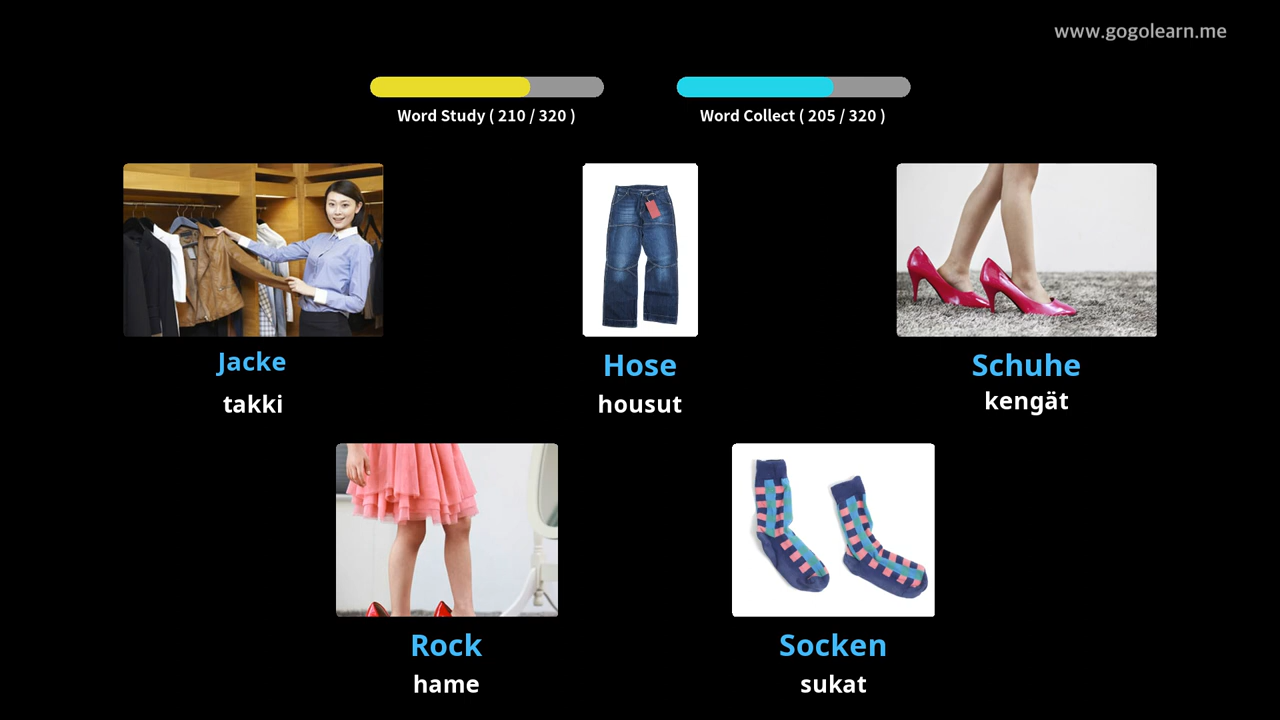 www.gogolearn.me
Word Study ( 210 / 320 )
Word Collect ( 205 / 320 )
Jacke
takki
Hose
housut
Schuhe
kengät
Rock
hame
Socken
sukat